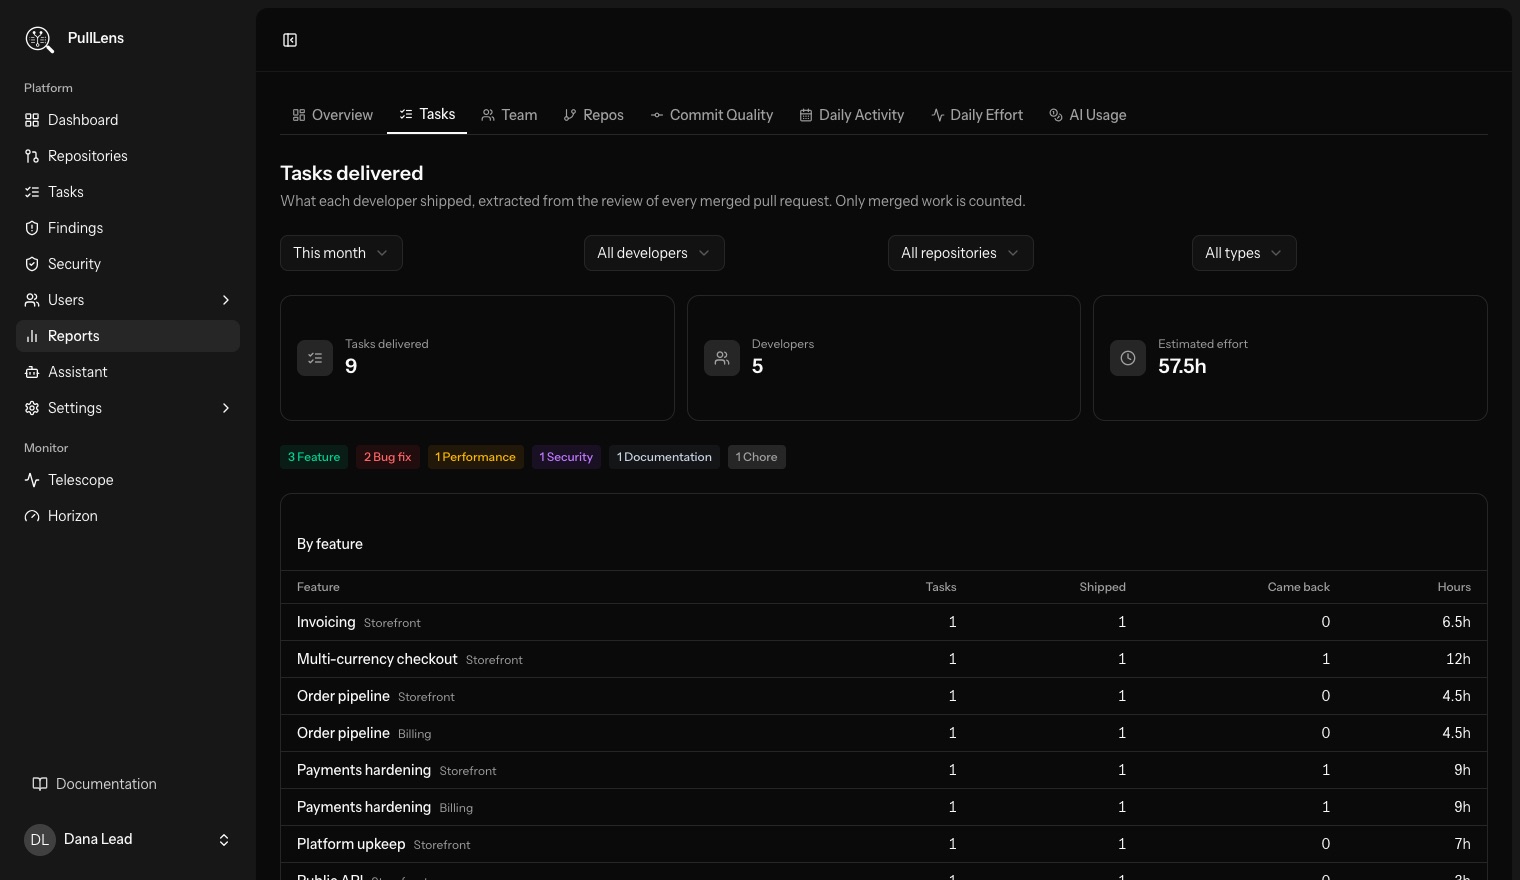 PullLens
Platform
Dashboard
Repositories
Tasks
Findings
Security
Users
Reports
Assistant
Settings
Monitor
Telescope
Horizon
Documentation
DL Dana Lead
Overview Tasks Team Repos Commit Quality Daily Activity Daily Effort AI Usage
Tasks delivered
What each developer shipped, extracted from the review of every merged pull request. Only merged work is counted.
This month All developers All repositories All types
Tasks delivered
9
Developers
5
Estimated effort
57.5h
3 Feature 2 Bug fix 1 Performance 1 Security 1 Documentation 1 Chore
By feature
Feature Tasks Shipped Came back Hours
Invoicing Storefront 1 1 0 6.5h
Multi-currency checkout Storefront 1 1 1 12h
Order pipeline Storefront 1 1 0 4.5h
Order pipeline Billing 1 1 0 4.5h
Payments hardening Storefront 1 1 1 9h
Payments hardening Billing 1 1 1 9h
Platform upkeep Storefront 1 1 0 7h
Public API